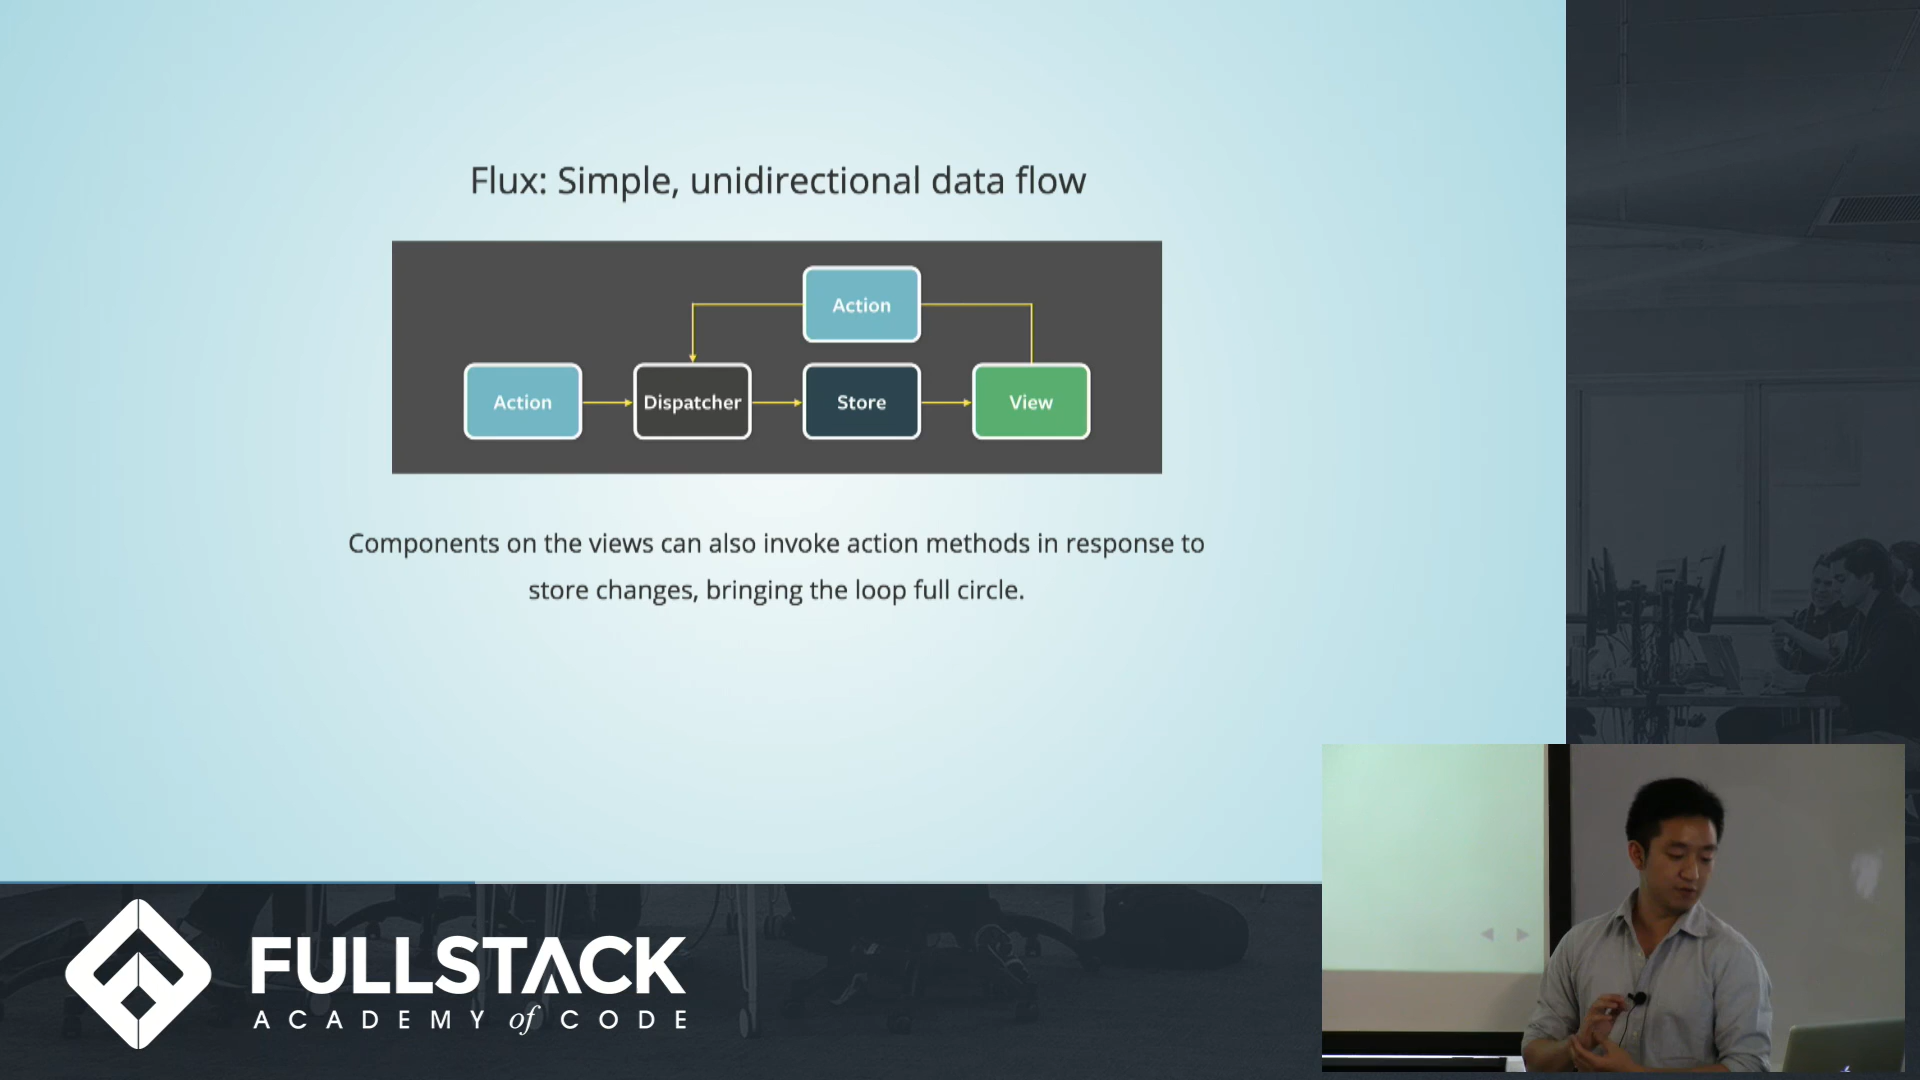 Flux: Simple, unidirectional data flow
Action
Action
Dispatcher
Store
View
Components on the views can also invoke action methods in response to
store changes, bringing the loop full circle.
FULLSTACK
ACADEMY of CODE